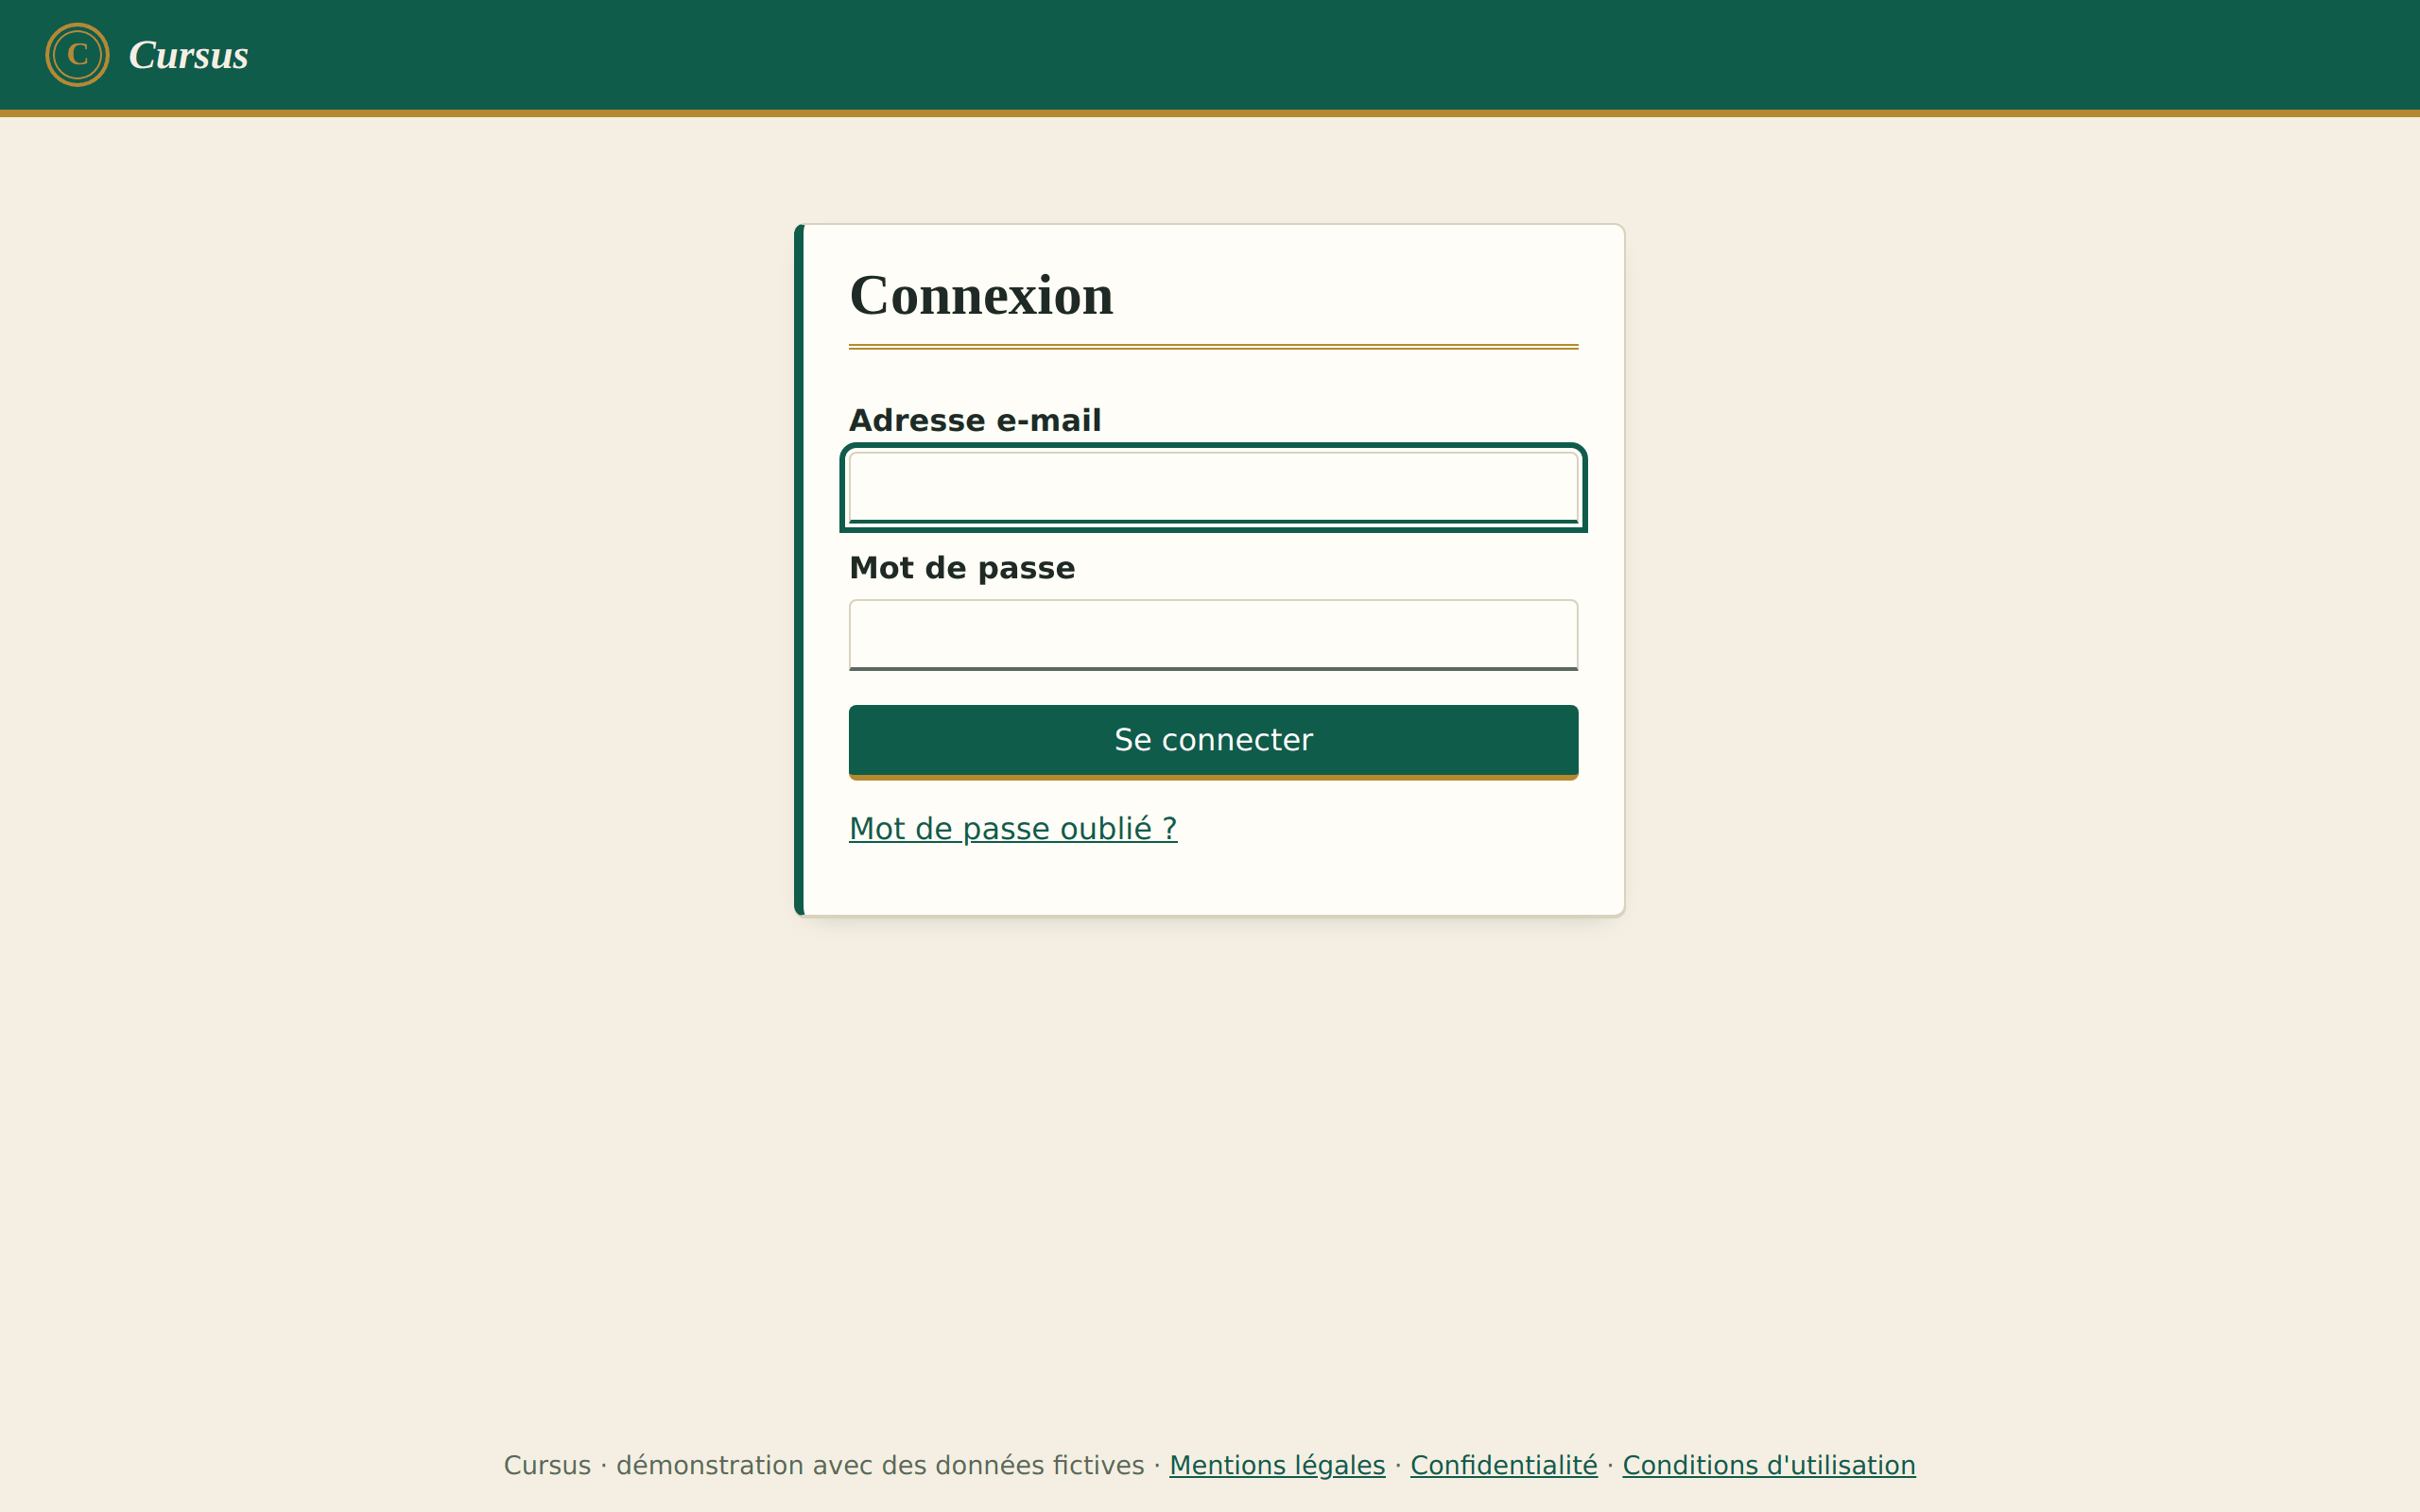 C Cursus
Connexion
Adresse e-mail
Mot de passe
Se connecter
Mot de passe oublié ?
Cursus · démonstration avec des données fictives · Mentions légales · Confidentialité · Conditions d'utilisation